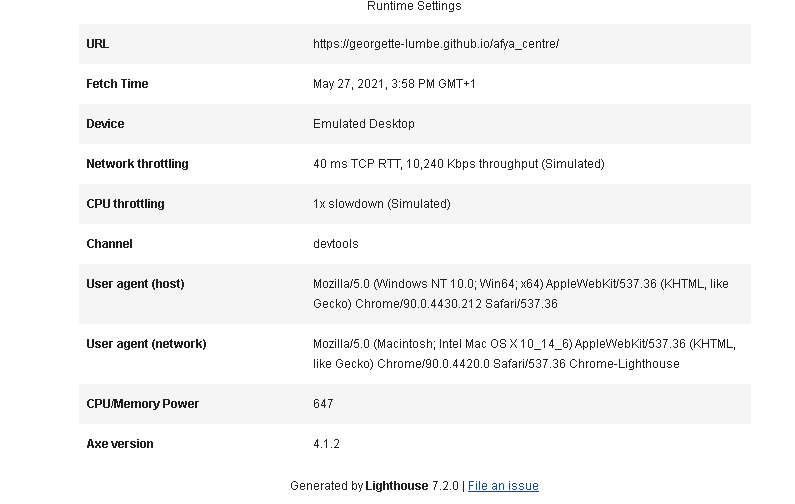 Runtime Settings
URL https://georgette-lumbe.github.io/afya_centre/
Fetch Time May 27, 2021, 3:58 PM GMT+1
Device Emulated Desktop
Network throttling 40 ms TCP RTT, 10,240 Kbps throughput (Simulated)
CPU throttling 1x slowdown (Simulated)
Channel devtools
User agent (host) Mozilla/5.0 (Windows NT 10.0; Win64; x64) AppleWebKit/537.36 (KHTML, like
Gecko) Chrome/90.0.4430.212 Safari/537.36
User agent (network) Mozilla/5.0 (Macintosh; Intel Mac OS X 10_14_6) AppleWebKit/537.36 (KHTML,
like Gecko) Chrome/90.0.4420.0 Safari/537.36 Chrome-Lighthouse
CPU/Memory Power 647
Axe version 4.1.2
Generated by Lighthouse 7.2.0 | File an issue